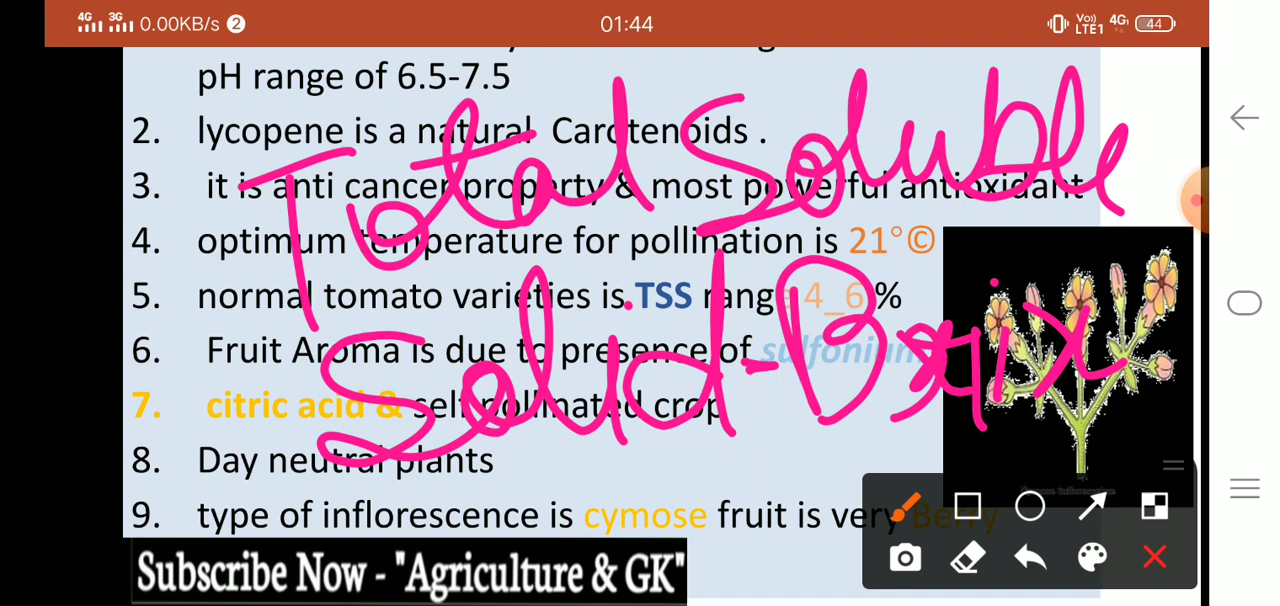 4G 3G 0.00KB/s 2 01:44 Vo) LTE1 4G 44
pH range of 6.5-7.5
2. lycopene is a natural Carotenoids .
3. it is anti cancer property & most powerful antioxidant
4. optimum temperature for pollination is 21°©
5. normal tomato varieties is.TSS range 4_6 %
6. Fruit Aroma is due to presence of sulfonium
7. citric acid & self pollinated crop
8. Day neutral plants
9. type of inflorescence is cymose fruit is very Berry
Total Soluble
Solid-Brix
Subscribe Now - "Agriculture & GK"